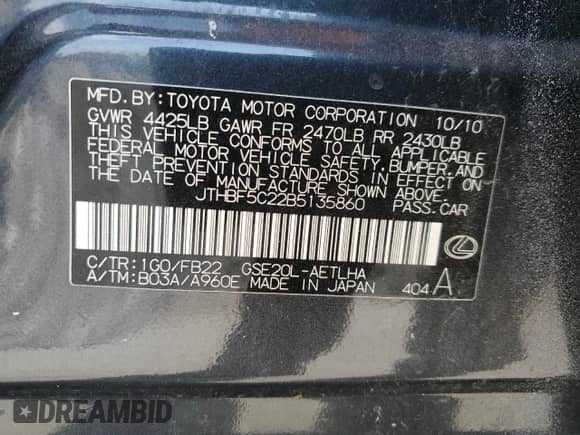 MFD. BY: TOYOTA MOTOR CORPORATION 10/10
GVWR 4425LB GAWR FR 2470LB RR 2430LB
THIS VEHICLE CONFORMS TO ALL APPLICABLE
FEDERAL MOTOR VEHICLE SAFETY, BUMPER, AND
THEFT PREVENTION STANDARDS IN EFFECT ON
THE DATE OF MANUFACTURE SHOWN ABOVE.
JTHBF5C22B5135860 PASS. CAR
C/TR: 1G0/FB22 GSE20L-AETLHA
A/TM: B03A/A960E MADE IN JAPAN 404 A
DREAMBID